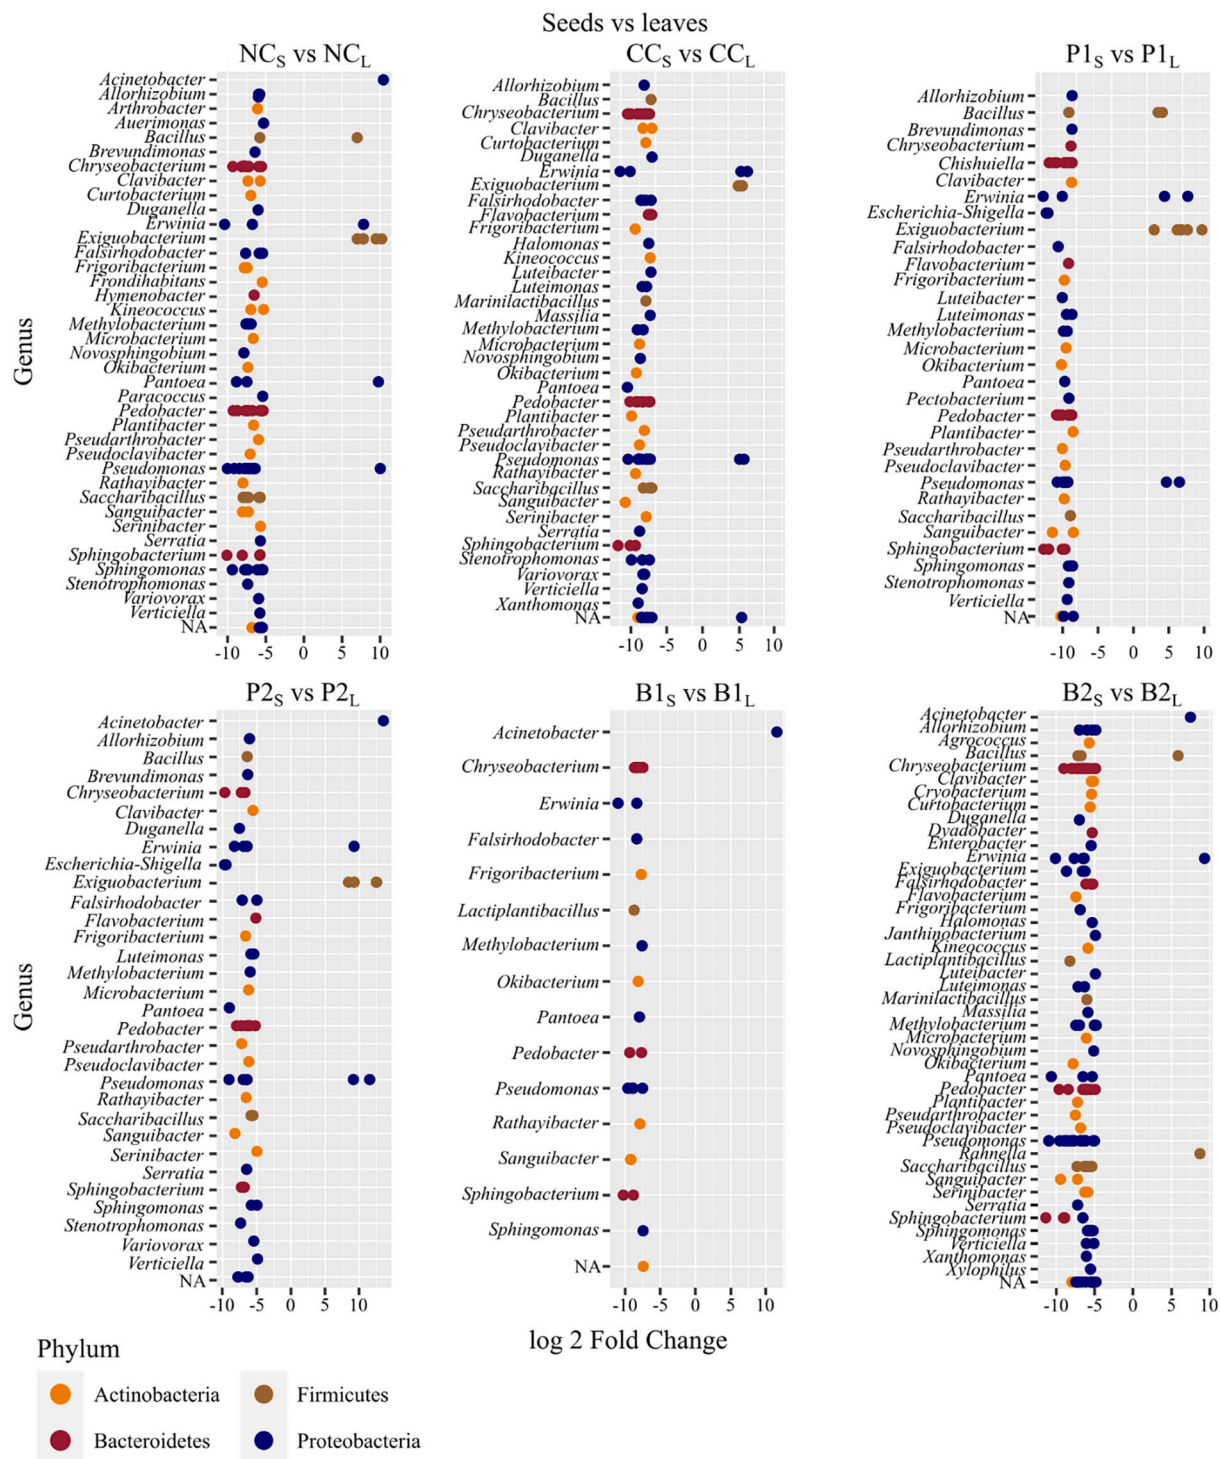 Seeds vs leaves
NCS vs NCL
Acinetobacter
Allorhizobium
Arthrobacter
Auerimonas
Bacillus
Brevundimonas
Chryseobacterium
Clavibacter
Curtobacterium
Duganella
Erwinia
Exiguobacterium
Falsirhodobacter
Frigoribacterium
Frondihabitans
Hymenobacter
Kineococcus
Methylobacterium
Microbacterium
Novosphingobium
Okibacterium
Pantoea
Paracoccus
Pedobacter
Plantibacter
Pseudarthrobacter
Pseudoclavibacter
Pseudomonas
Rathayibacter
Saccharibacillus
Sanguibacter
Serinibacter
Serratia
Sphingobacterium
Sphingomonas
Stenotrophomonas
Variovorax
Verticiella
NA
-10 -5 0 5 10
Genus
CCS vs CCL
Allorhizobium
Bacillus
Chryseobacterium
Clavibacter
Curtobacterium
Duganella
Erwinia
Exiguobacterium
Falsirhodobacter
Flavobacterium
Frigoribacterium
Halomonas
Kineococcus
Luteibacter
Luteimonas
Marinilactibacillus
Massilia
Methylobacterium
Microbacterium
Novosphingobium
Okibacterium
Pantoea
Pedobacter
Plantibacter
Pseudarthrobacter
Pseudoclavibacter
Pseudomonas
Rathayibacter
Saccharibacillus
Sanguibacter
Serinibacter
Serratia
Sphingobacterium
Stenotrophomonas
Variovorax
Verticiella
Xanthomonas
NA
-10 -5 0 5 10
P1S vs P1L
Allorhizobium
Bacillus
Brevundimonas
Chryseobacterium
Chishuiella
Clavibacter
Erwinia
Escherichia-Shigella
Exiguobacterium
Falsirhodobacter
Flavobacterium
Frigoribacterium
Luteibacter
Luteimonas
Methylobacterium
Microbacterium
Okibacterium
Pantoea
Pectobacterium
Pedobacter
Plantibacter
Pseudarthrobacter
Pseudoclavibacter
Pseudomonas
Rathayibacter
Saccharibacillus
Sanguibacter
Sphingobacterium
Sphingomonas
Stenotrophomonas
Verticiella
NA
-10 -5 0 5 10
P2S vs P2L
Acinetobacter
Allorhizobium
Bacillus
Brevundimonas
Chryseobacterium
Clavibacter
Duganella
Erwinia
Escherichia-Shigella
Exiguobacterium
Falsirhodobacter
Flavobacterium
Frigoribacterium
Luteimonas
Methylobacterium
Microbacterium
Pantoea
Pedobacter
Pseudarthrobacter
Pseudoclavibacter
Pseudomonas
Rathayibacter
Saccharibacillus
Sanguibacter
Serinibacter
Serratia
Sphingobacterium
Sphingomonas
Stenotrophomonas
Variovorax
Verticiella
NA
-10 -5 0 5 10
Genus
B1S vs B1L
Acinetobacter
Chryseobacterium
Erwinia
Falsirhodobacter
Frigoribacterium
Lactiplantibacillus
Methylobacterium
Okibacterium
Pantoea
Pedobacter
Pseudomonas
Rathayibacter
Sanguibacter
Sphingobacterium
Sphingomonas
NA
-10 -5 0 5 10
B2S vs B2L
Acinetobacter
Allorhizobium
Agrococcus
Bacillus
Chryseobacterium
Clavibacter
Cryobacterium
Curtobacterium
Duganella
Dyadobacter
Enterobacter
Erwinia
Exiguobacterium
Falsirhodobacter
Flavobacterium
Frigoribacterium
Halomonas
Janthinobacterium
Kineococcus
Lactiplantibacillus
Luteibacter
Luteimonas
Marinilactibacillus
Massilia
Methylobacterium
Microbacterium
Novosphingobium
Okibacterium
Pantoea
Pedobacter
Plantibacter
Pseudarthrobacter
Pseudoclavibacter
Pseudomonas
Rahnella
Saccharibacillus
Sanguibacter
Serinibacter
Serratia
Sphingobacterium
Sphingomonas
Verticiella
Xanthomonas
Xylophilus
NA
-10 -5 0 5 10
log 2 Fold Change
Phylum
Actinobacteria
Firmicutes
Bacteroidetes
Proteobacteria